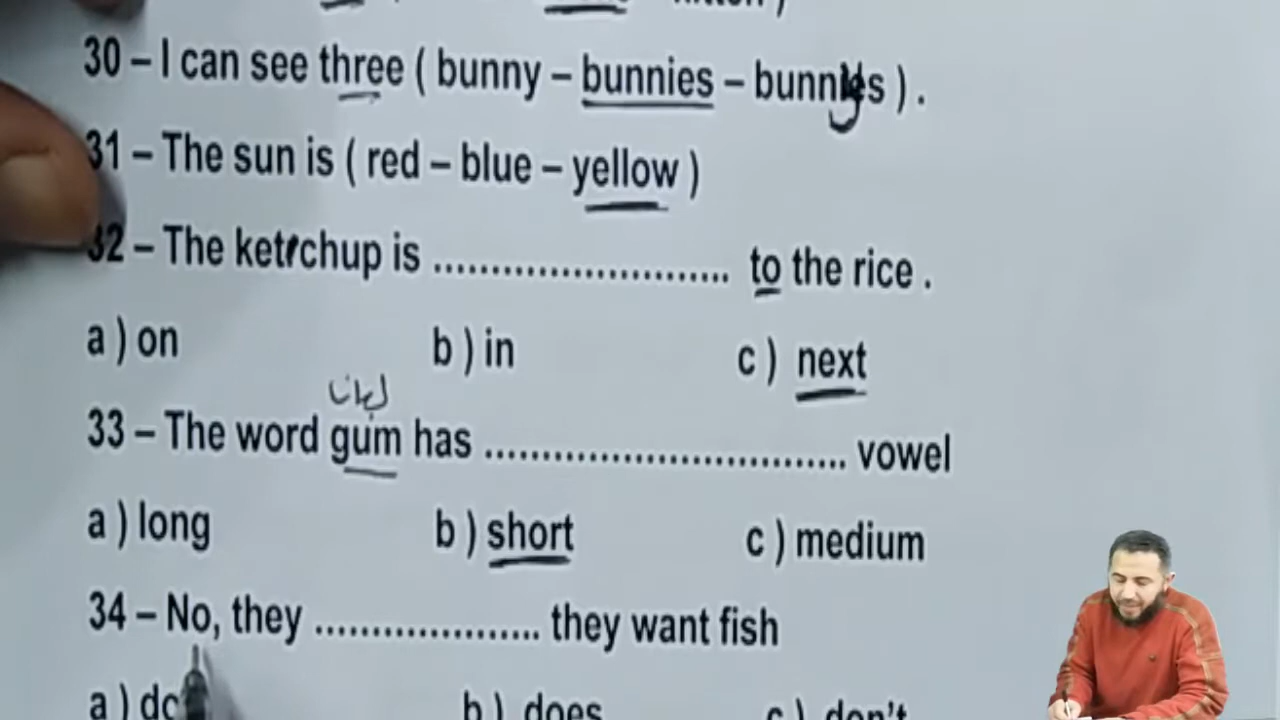 30 – I can see three ( bunny – bunnies – bunnys ) .
31 – The sun is ( red – blue – yellow )
32 – The ketchup is ............................ to the rice .
a ) on b ) in c ) next
لبان
33 – The word gum has .................................. vowel
a ) long b ) short c ) medium
34 – No, they ...................... they want fish
a ) b ) does c ) don't